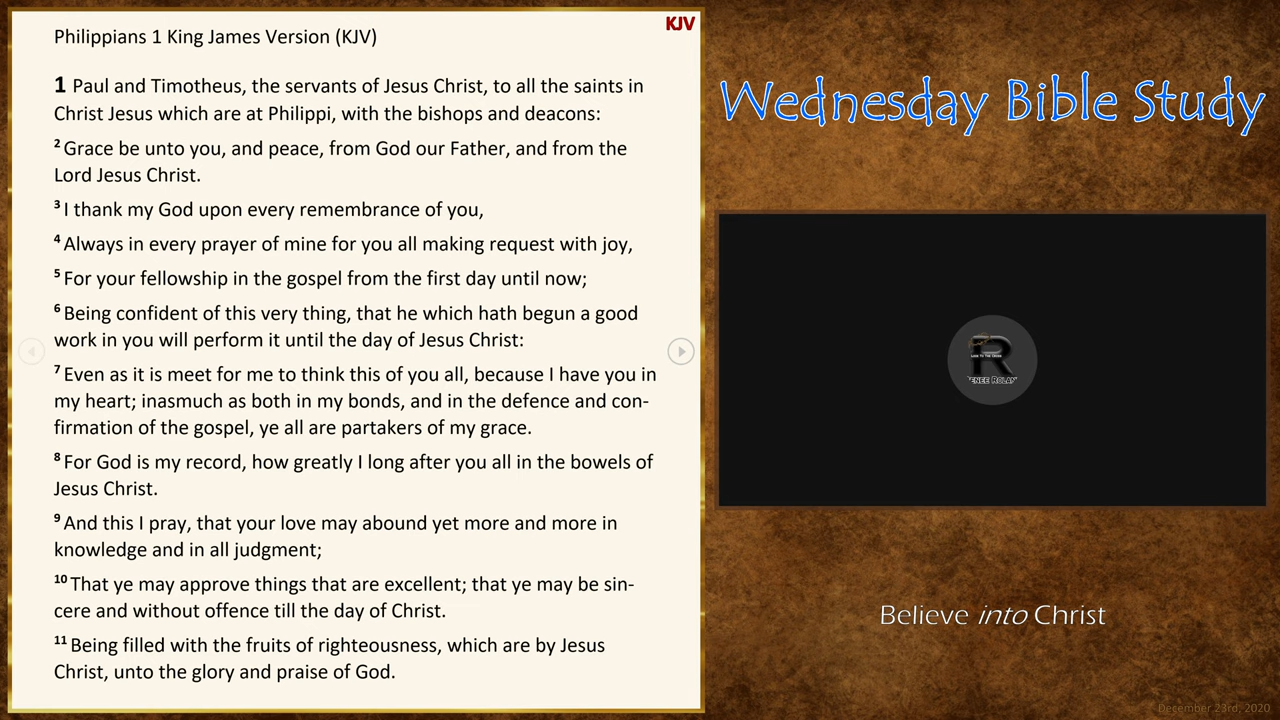 KJV
Philippians 1 King James Version (KJV)
1 Paul and Timotheus, the servants of Jesus Christ, to all the saints in
Christ Jesus which are at Philippi, with the bishops and deacons:
2 Grace be unto you, and peace, from God our Father, and from the
Lord Jesus Christ.
3 I thank my God upon every remembrance of you,
4 Always in every prayer of mine for you all making request with joy,
5 For your fellowship in the gospel from the first day until now;
6 Being confident of this very thing, that he which hath begun a good
work in you will perform it until the day of Jesus Christ:
7 Even as it is meet for me to think this of you all, because I have you in
my heart; inasmuch as both in my bonds, and in the defence and con-
firmation of the gospel, ye all are partakers of my grace.
8 For God is my record, how greatly I long after you all in the bowels of
Jesus Christ.
9 And this I pray, that your love may abound yet more and more in
knowledge and in all judgment;
10 That ye may approve things that are excellent; that ye may be sin-
cere and without offence till the day of Christ.
11 Being filled with the fruits of righteousness, which are by Jesus
Christ, unto the glory and praise of God.
Wednesday Bible Study
R
LOOK TO THE CROSS
Believe into Christ
December 23rd, 2020